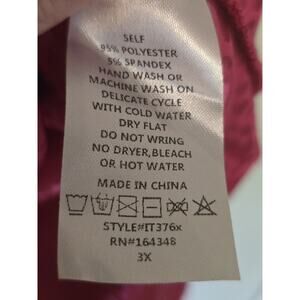 SELF
95% POLYESTER
5% SPANDEX
HAND WASH OR
MACHINE WASH ON
DELICATE CYCLE
WITH COLD WATER
DRY FLAT
DO NOT WRING
NO DRYER,BLEACH
OR HOT WATER
MADE IN CHINA
STYLE#IT376x
RN#164348
3X